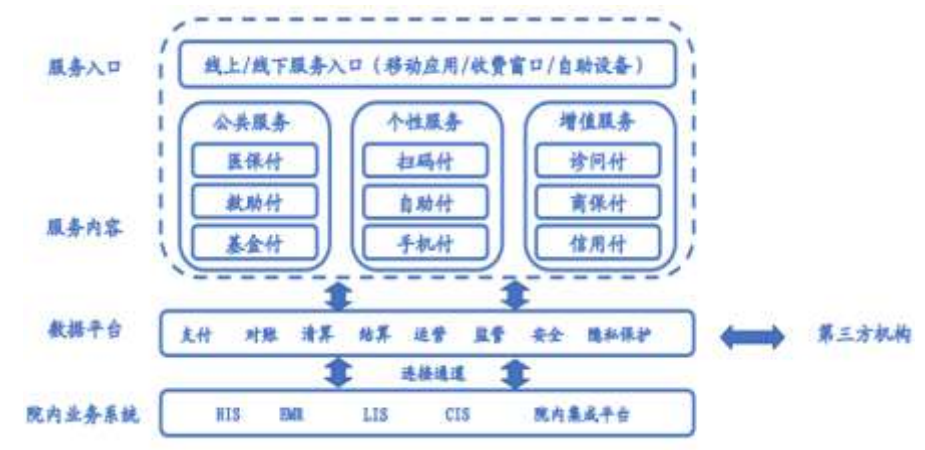 服务入口
线上/线下服务入口（移动应用/收费窗口/自助设备）
服务内容
公共服务
医保付
救助付
基金付
个性服务
扫码付
自助付
手机付
增值服务
诊间付
商保付
信用付
数据平台
支付 对账 清算 结算 运营 监管 安全 隐私保护
第三方机构
连接通道
院内业务系统
HIS EMR LIS CIS 院内集成平台